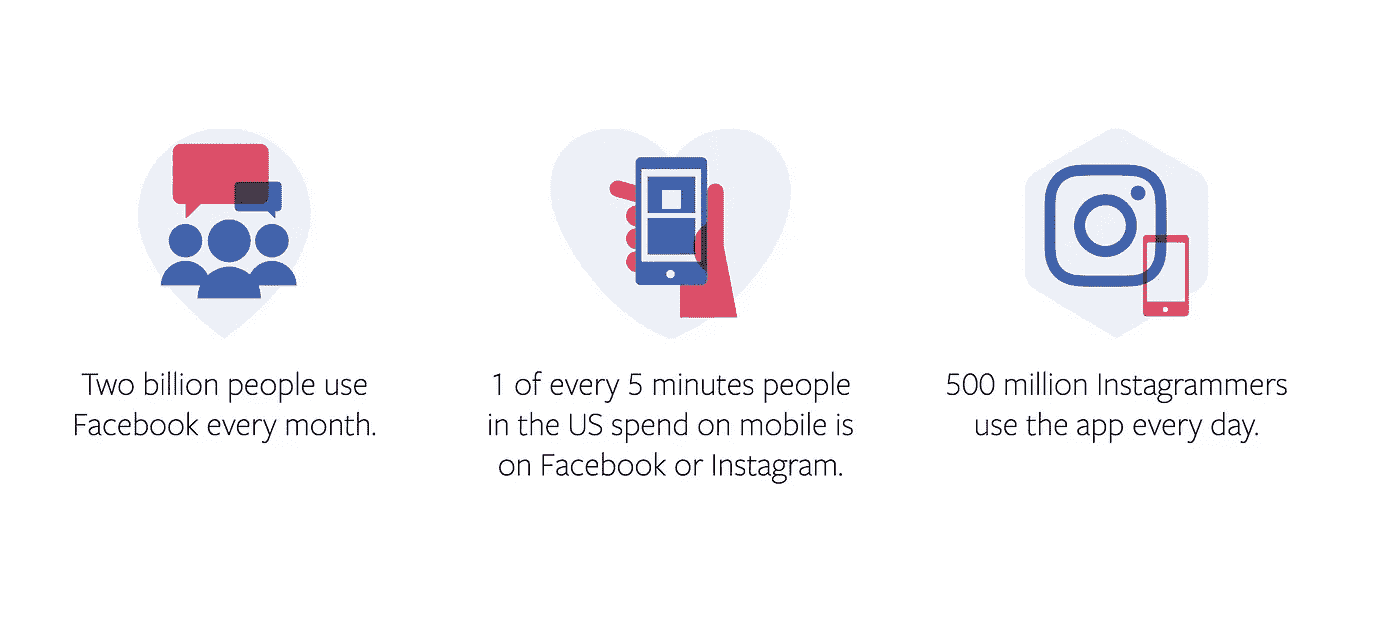 Two billion people use
Facebook every month.
1 of every 5 minutes people
in the US spend on mobile is
on Facebook or Instagram.
500 million Instagrammers
use the app every day.